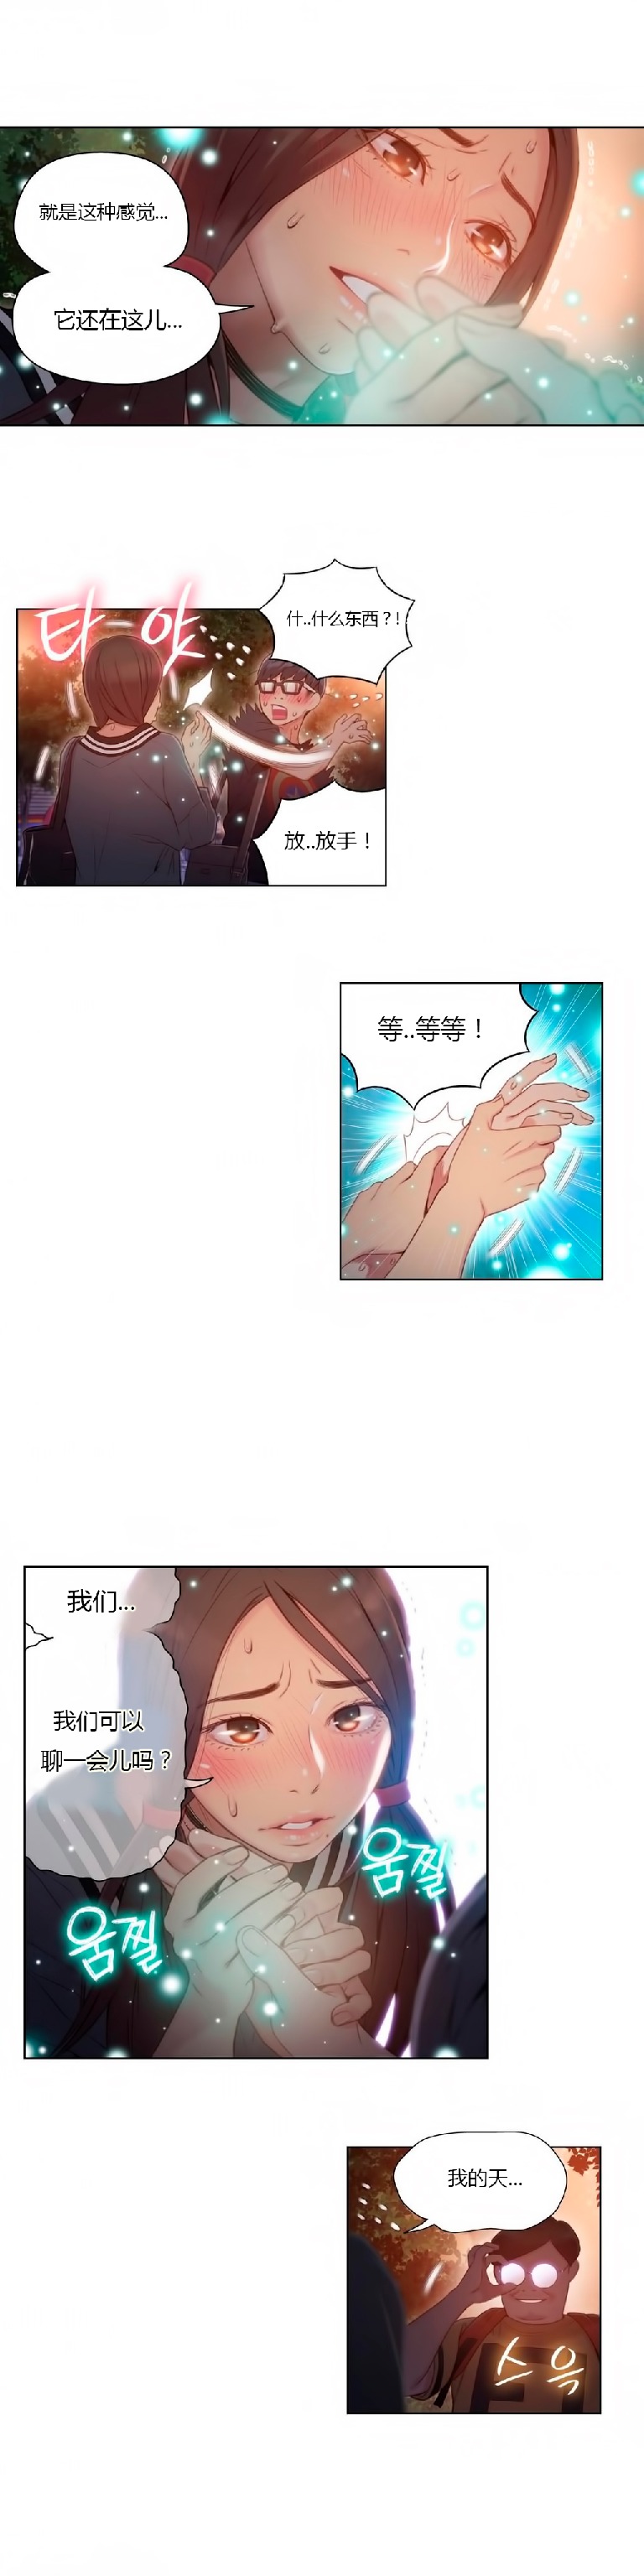 就是这种感觉...
它还在这儿...
타앗
什..什么东西？!
放..放手！
等..等等！
我们...
我们可以
聊一会儿吗？
움찔
움찔
我的天...
스윽